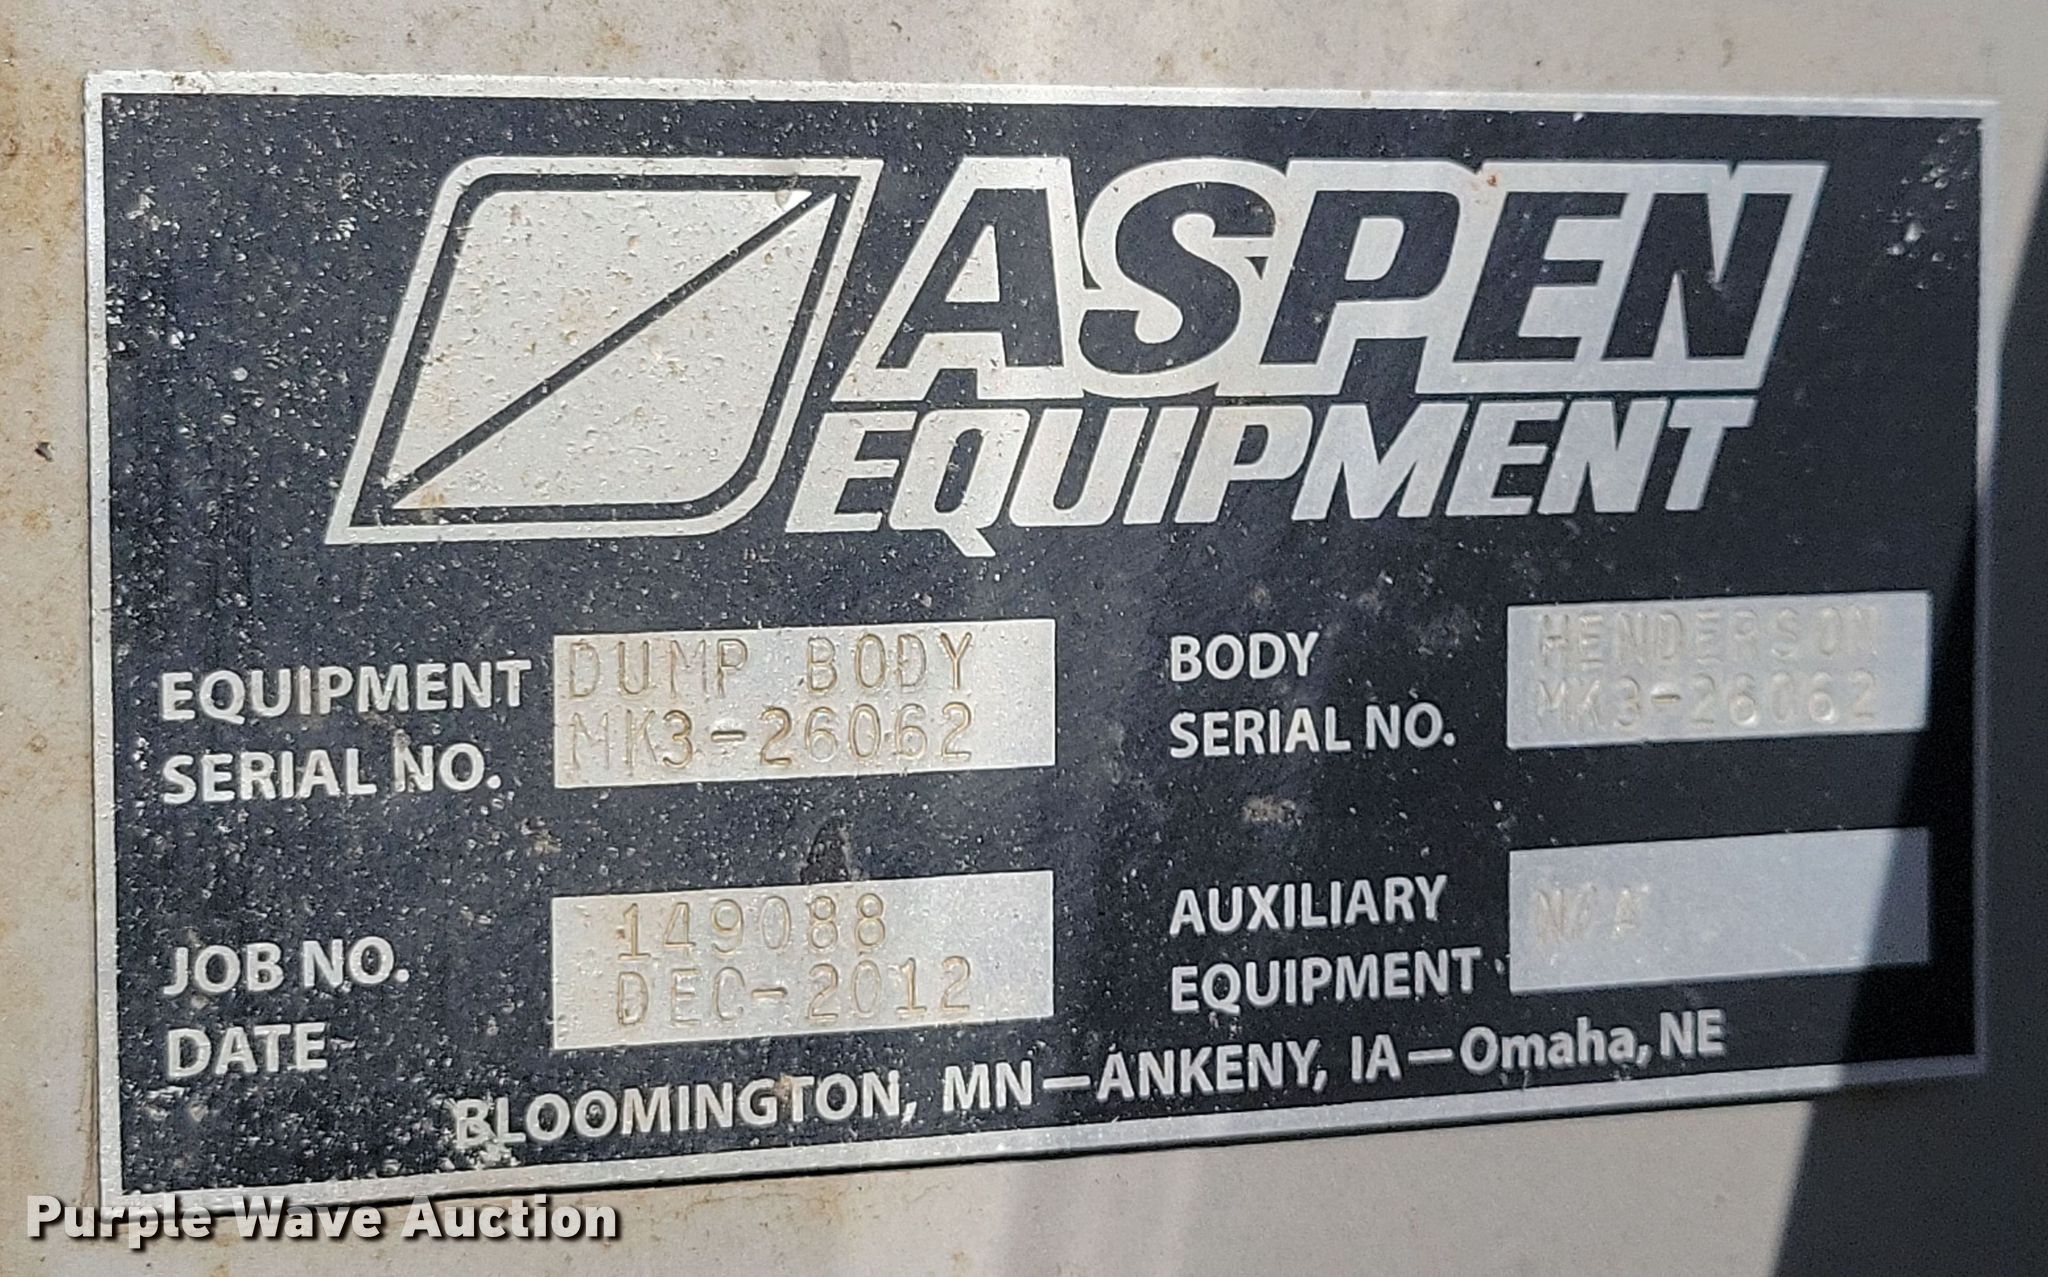 ASPEN
EQUIPMENT
EQUIPMENT DUMP BODY
SERIAL NO. MK3-26062
BODY HENDERSON
SERIAL NO. MK3-26062
JOB NO. 149088
DATE DEC-2012
AUXILIARY N/A
EQUIPMENT
BLOOMINGTON, MN—ANKENY, IA—Omaha, NE
Purple Wave Auction